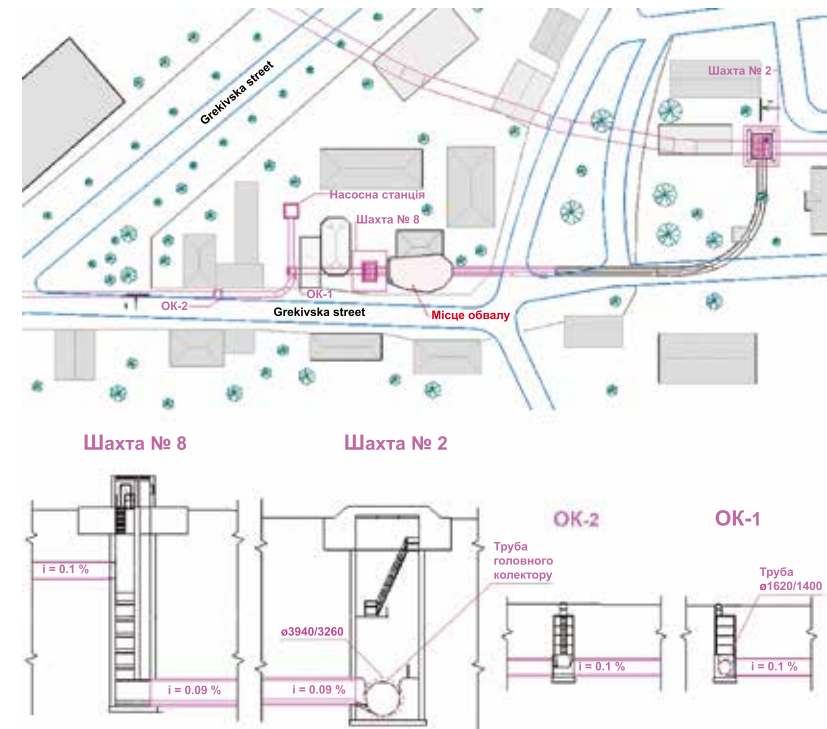 Grekivska street
Шахта № 2
Насосна станція
Шахта № 8
ОК-1
ОК-2
Grekivska street
Місце обвалу
Шахта № 8
Шахта № 2
ОК-2
ОК-1
Труба
головного
колектору
Труба
ø1620/1400
i = 0.1 %
ø3940/3260
i = 0.1 %
i = 0.1 %
i = 0.09 %
i = 0.09 %